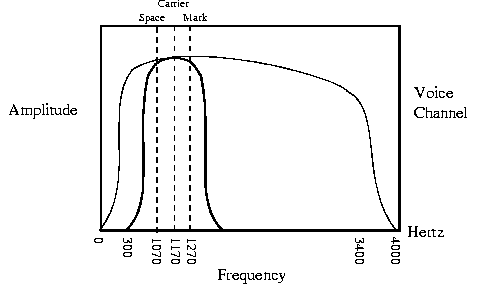 Carrier
Space Mark
Amplitude
Voice
Channel
Hertz
0 300 1070 1170 1270 3400 4000
Frequency